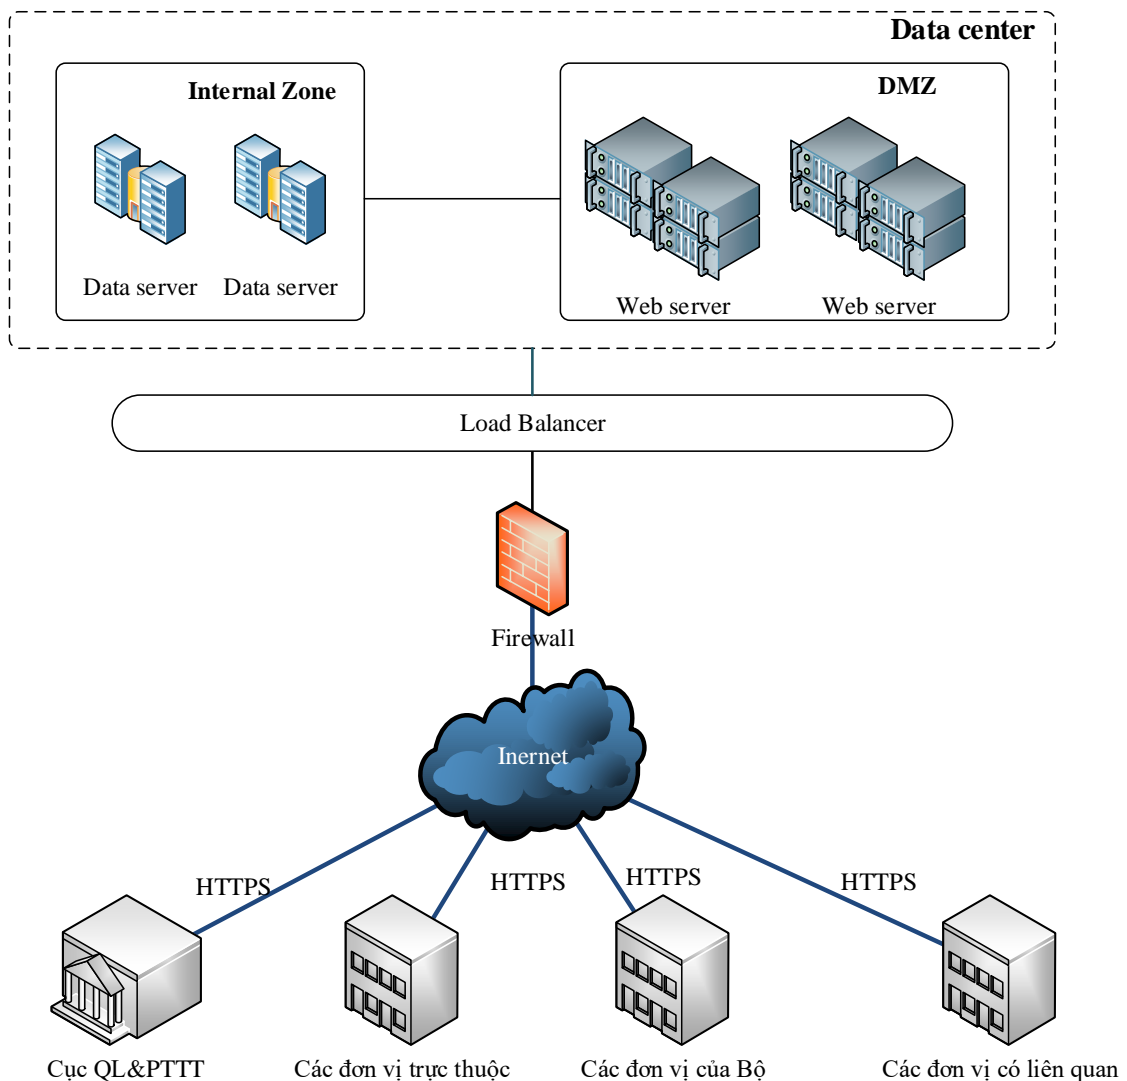 Data center
Internal Zone
DMZ
Data server
Data server
Web server
Web server
Load Balancer
Firewall
Inernet
HTTPS
HTTPS
HTTPS
HTTPS
Cục QL&PTTT
Các đơn vị trực thuộc
Các đơn vị của Bộ
Các đơn vị có liên quan